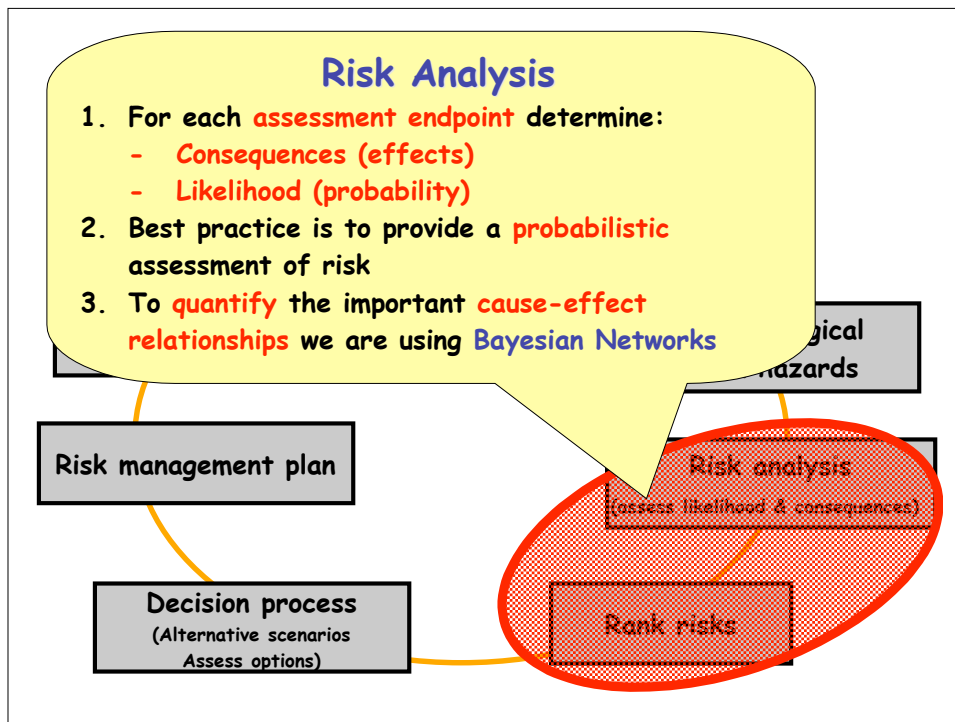 Risk Analysis
1. For each assessment endpoint determine:
- Consequences (effects)
- Likelihood (probability)
2. Best practice is to provide a probabilistic
assessment of risk
3. To quantify the important cause-effect
relationships we are using Bayesian Networks
hazards
Risk management plan
Risk analysis
(assess likelihood & consequences)
Decision process
(Alternative scenarios
Assess options)
Rank risks